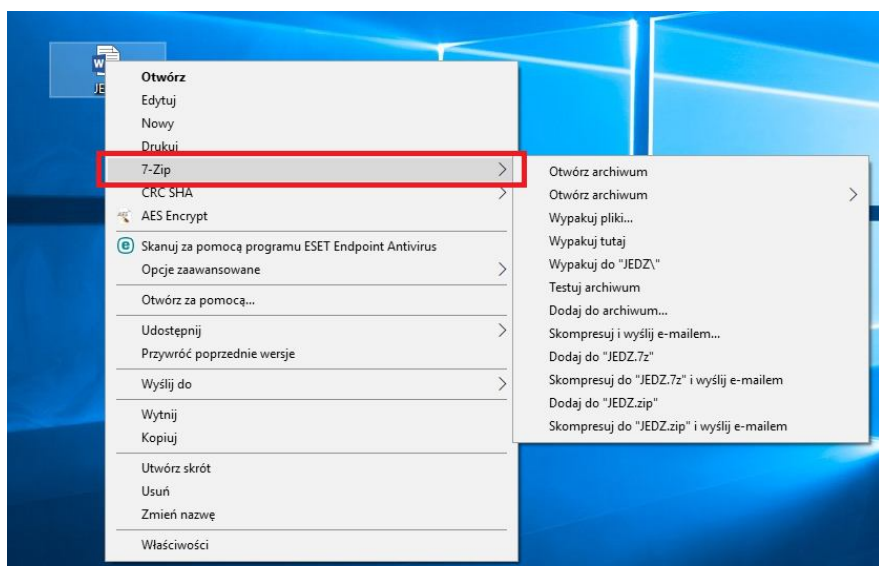 JE
Otwórz
Edytuj
Nowy
Drukuj
7-Zip
CRC SHA
AES Encrypt
Skanuj za pomocą programu ESET Endpoint Antivirus
Opcje zaawansowane
Otwórz za pomocą...
Udostępnij
Przywróć poprzednie wersje
Wyślij do
Wytnij
Kopiuj
Utwórz skrót
Usuń
Zmień nazwę
Właściwości
Otwórz archiwum
Otwórz archiwum
Wypakuj pliki...
Wypakuj tutaj
Wypakuj do "JEDZ\"
Testuj archiwum
Dodaj do archiwum...
Skompresuj i wyślij e-mailem...
Dodaj do "JEDZ.7z"
Skompresuj do "JEDZ.7z" i wyślij e-mailem
Dodaj do "JEDZ.zip"
Skompresuj do "JEDZ.zip" i wyślij e-mailem